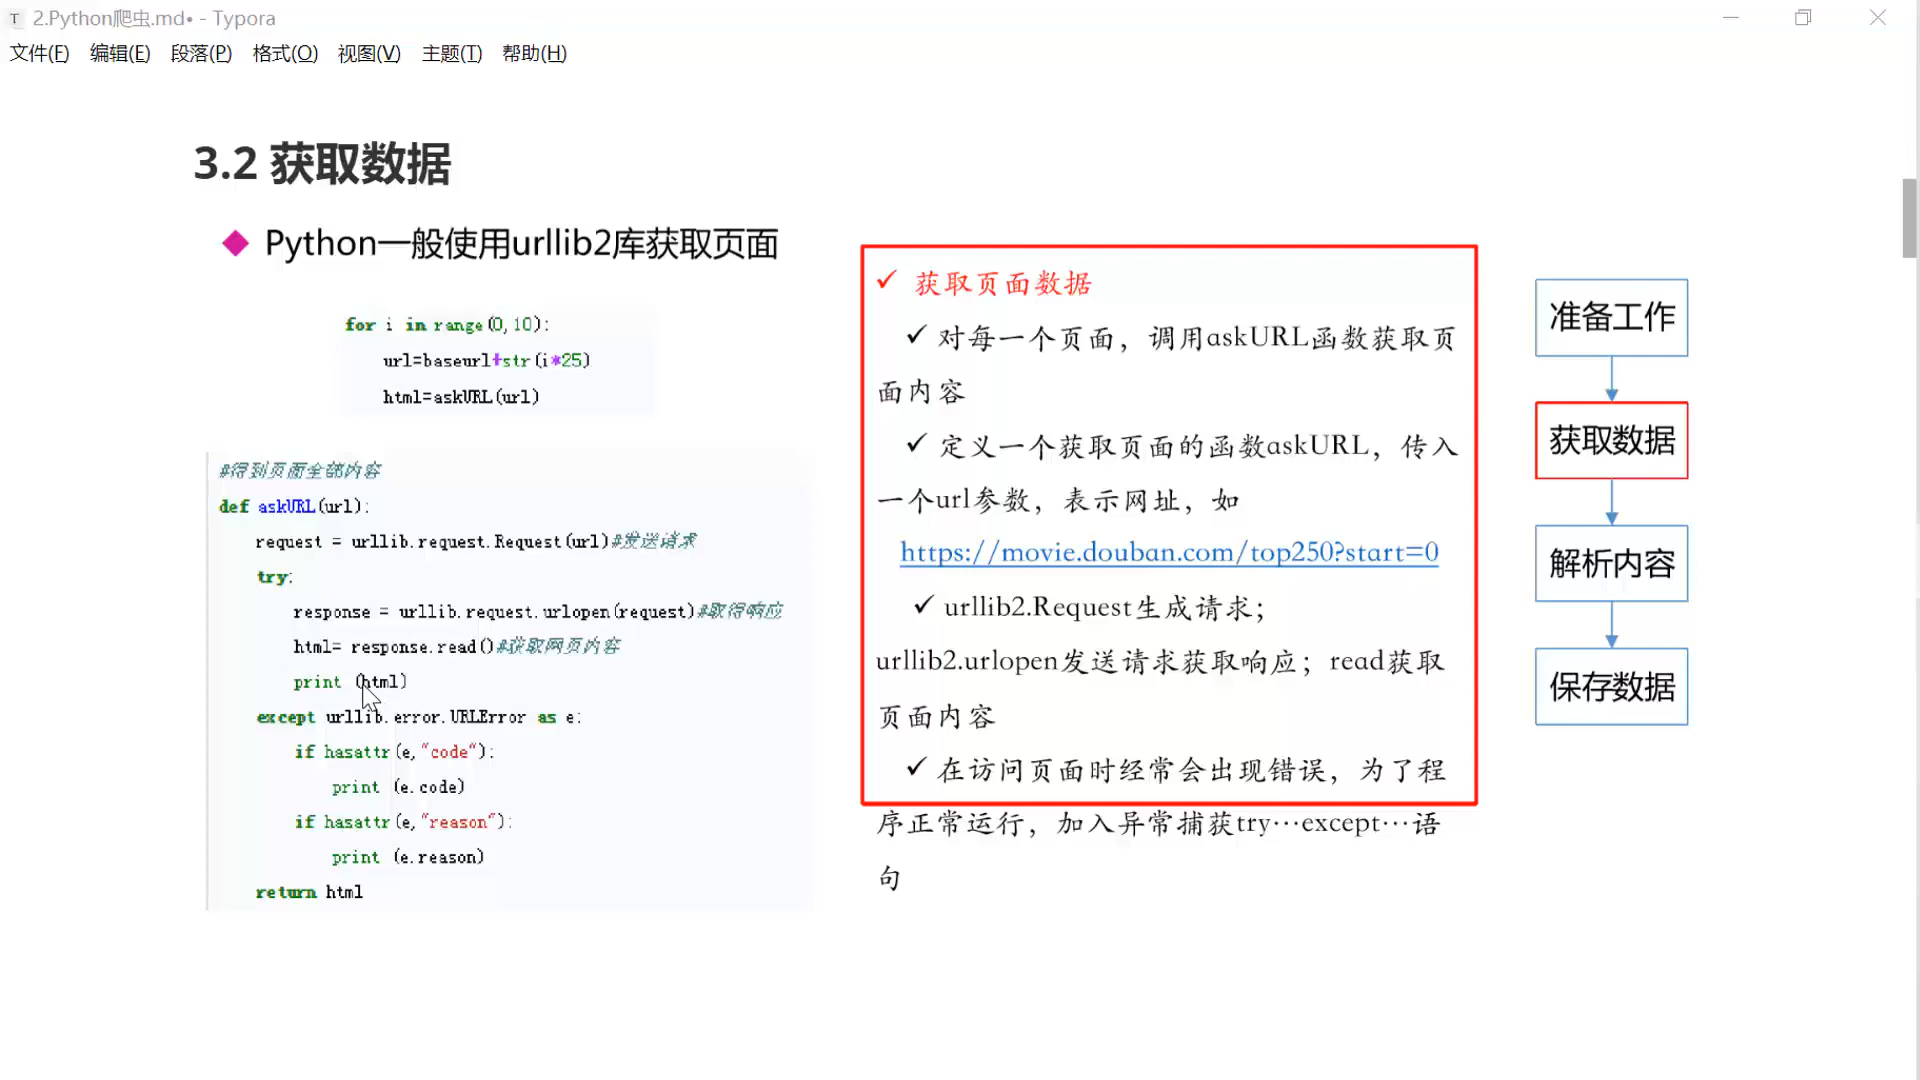 T 2.Python爬虫.md• - Typora
文件(F) 编辑(E) 段落(P) 格式(O) 视图(V) 主题(T) 帮助(H)
3.2 获取数据
Python一般使用urllib2库获取页面
for i in range(0,10):
url=baseurl+str(i*25)
html=askURL(url)
#得到页面全部内容
def askURL(url):
request = urllib.request.Request(url)#发送请求
try:
response = urllib.request.urlopen(request)#取得响应
html= response.read()#获取网页内容
print (html)
except urllib.error.URLError as e:
if hasattr(e,"code"):
print (e.code)
if hasattr(e,"reason"):
print (e.reason)
return html
✓ 获取页面数据
✓ 对每一个页面，调用askURL函数获取页
面内容
✓ 定义一个获取页面的函数askURL，传入
一个url参数，表示网址，如
https://movie.douban.com/top250?start=0
✓ urllib2.Request生成请求；
urllib2.urlopen发送请求获取响应；read获取
页面内容
✓ 在访问页面时经常会出现错误，为了程
序正常运行，加入异常捕获try…except…语
句
准备工作
获取数据
解析内容
保存数据